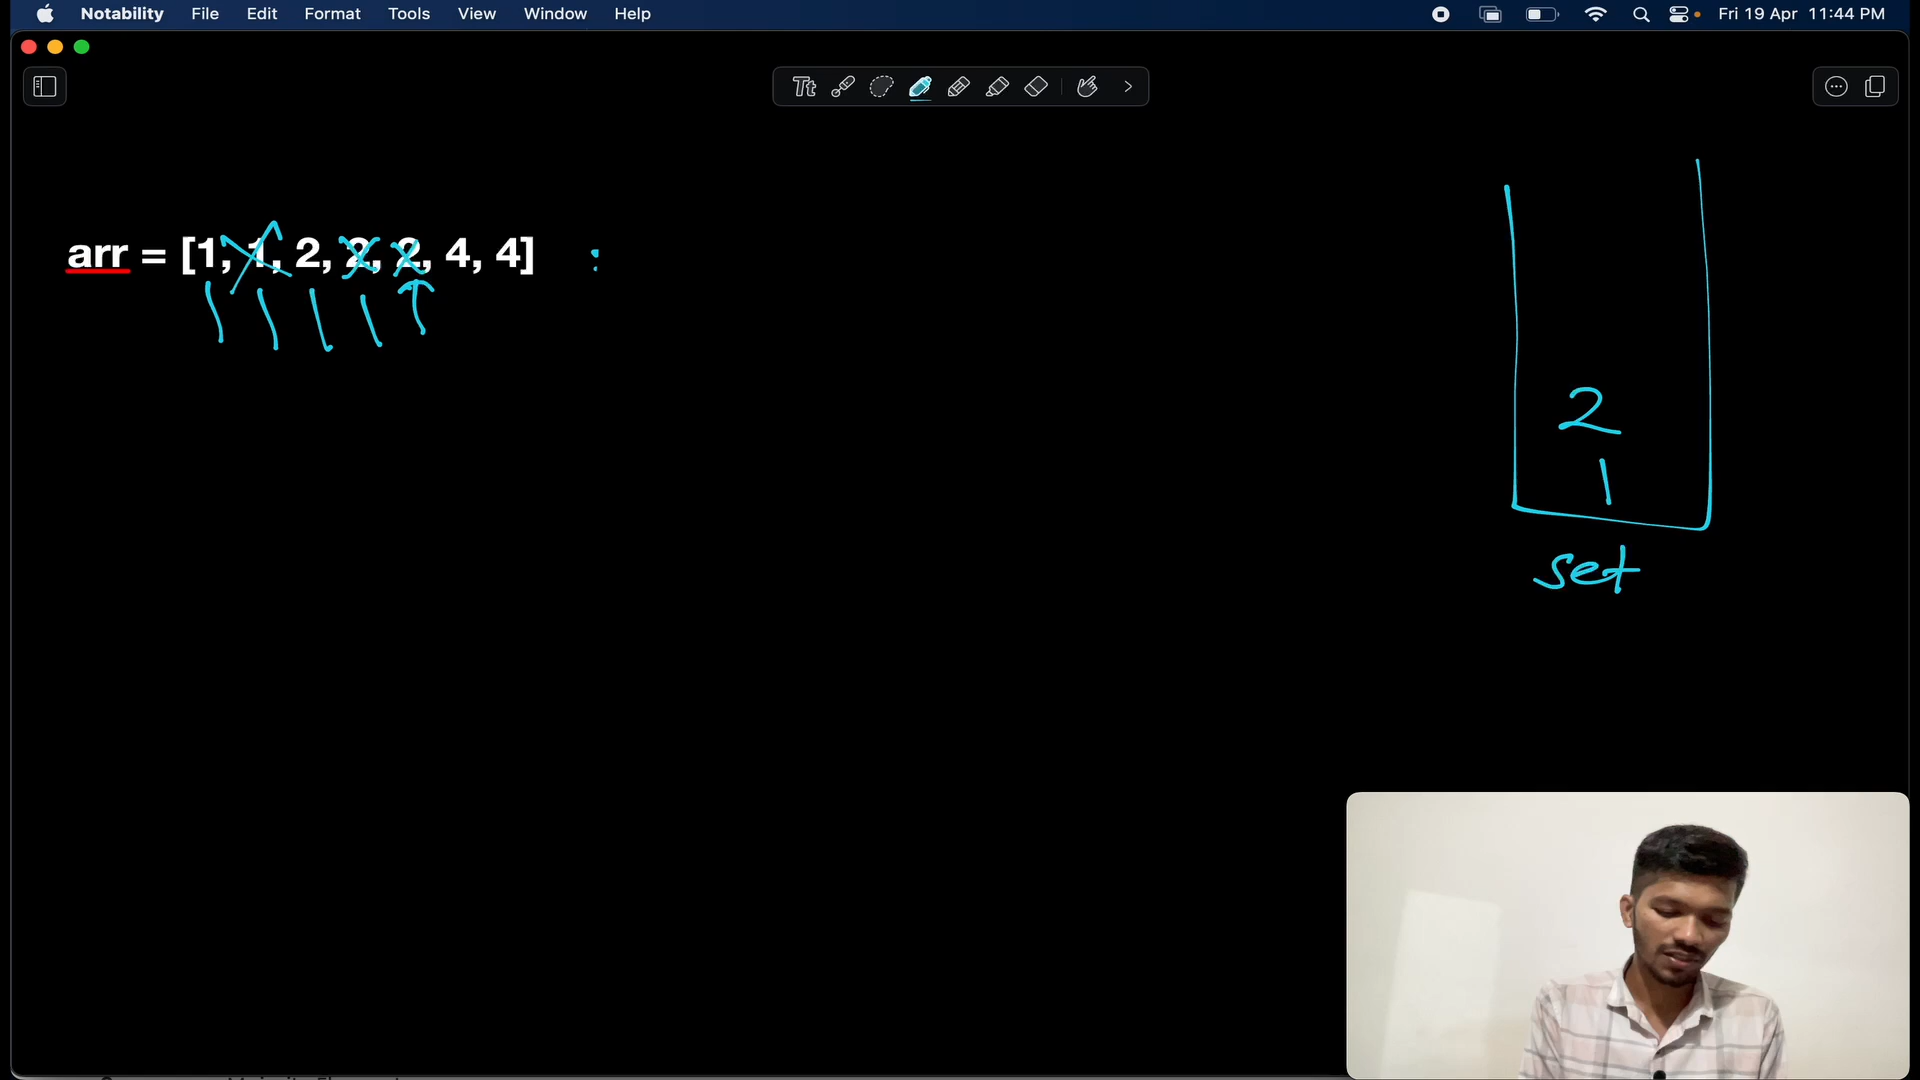 Notability File Edit Format Tools View Window Help Fri 19 Apr 11:44 PM
Tt
arr = [1, 1, 2, 2, 2, 4, 4] :
2
1
set